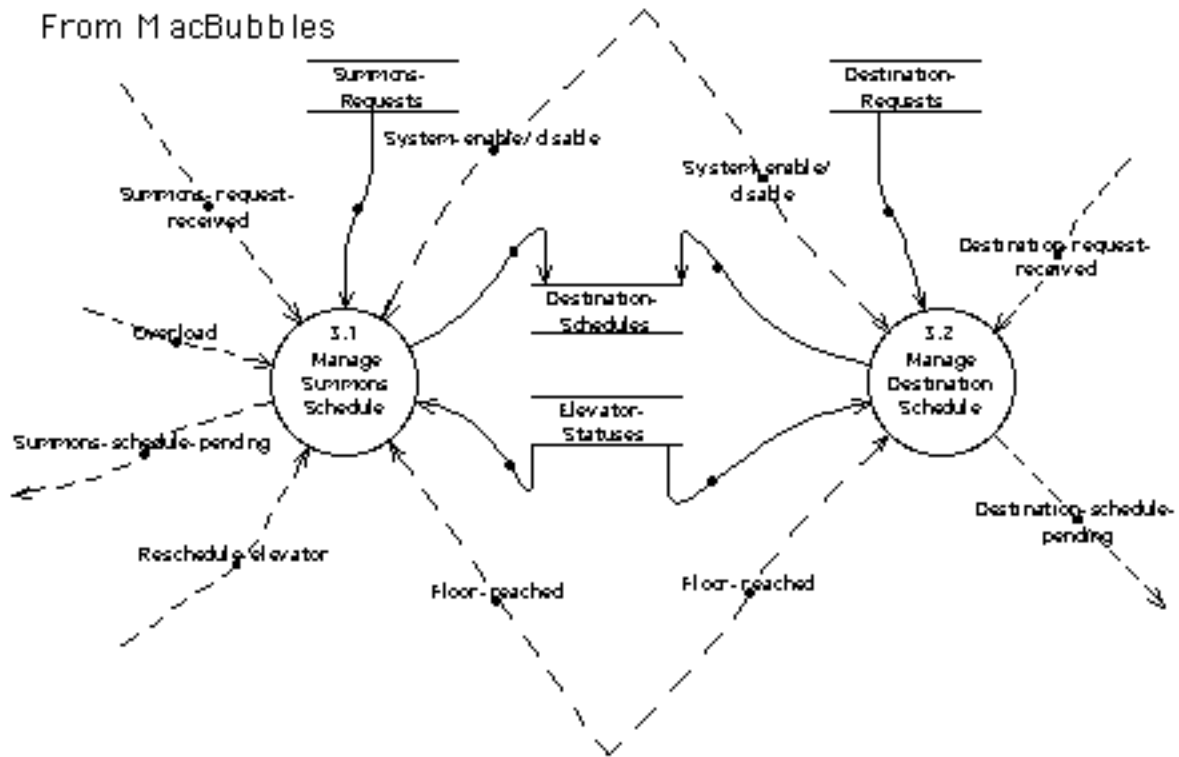 From MacBubbles
Summons-
Requests
Destination-
Requests
System-enable/disable
System-enable/
disable
Summons-request-
received
Destination-request-
received
Destination-
Schedules
Overload
3.1
Manage
Summons
Schedule
3.2
Manage
Destination
Schedule
Elevator-
Statuses
Summons-schedule-pending
Destination-schedule-
pending
Reschedule-elevator
Floor-reached
Floor-reached